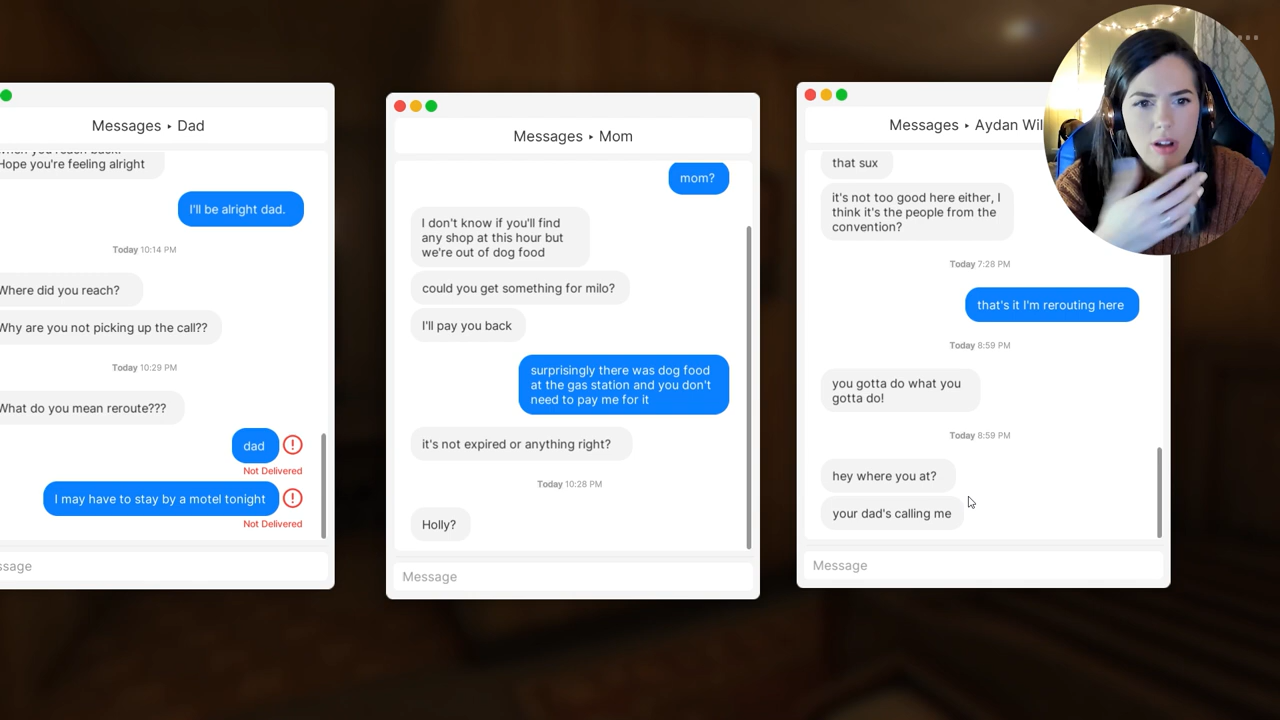 Messages ‣ Dad
Hope you're feeling alright
I'll be alright dad.
Today 10:14 PM
Where did you reach?
Why are you not picking up the call??
Today 10:29 PM
What do you mean reroute???
dad
Not Delivered
I may have to stay by a motel tonight
Not Delivered
ssage
Messages ‣ Mom
mom?
I don't know if you'll find
any shop at this hour but
we're out of dog food
could you get something for milo?
I'll pay you back
surprisingly there was dog food
at the gas station and you don't
need to pay me for it
it's not expired or anything right?
Today 10:28 PM
Holly?
Message
Messages ‣ Aydan Wil
that sux
it's not too good here either, I
think it's the people from the
convention?
Today 7:28 PM
that's it I'm rerouting here
Today 8:59 PM
you gotta do what you
gotta do!
Today 8:59 PM
hey where you at?
your dad's calling me
Message